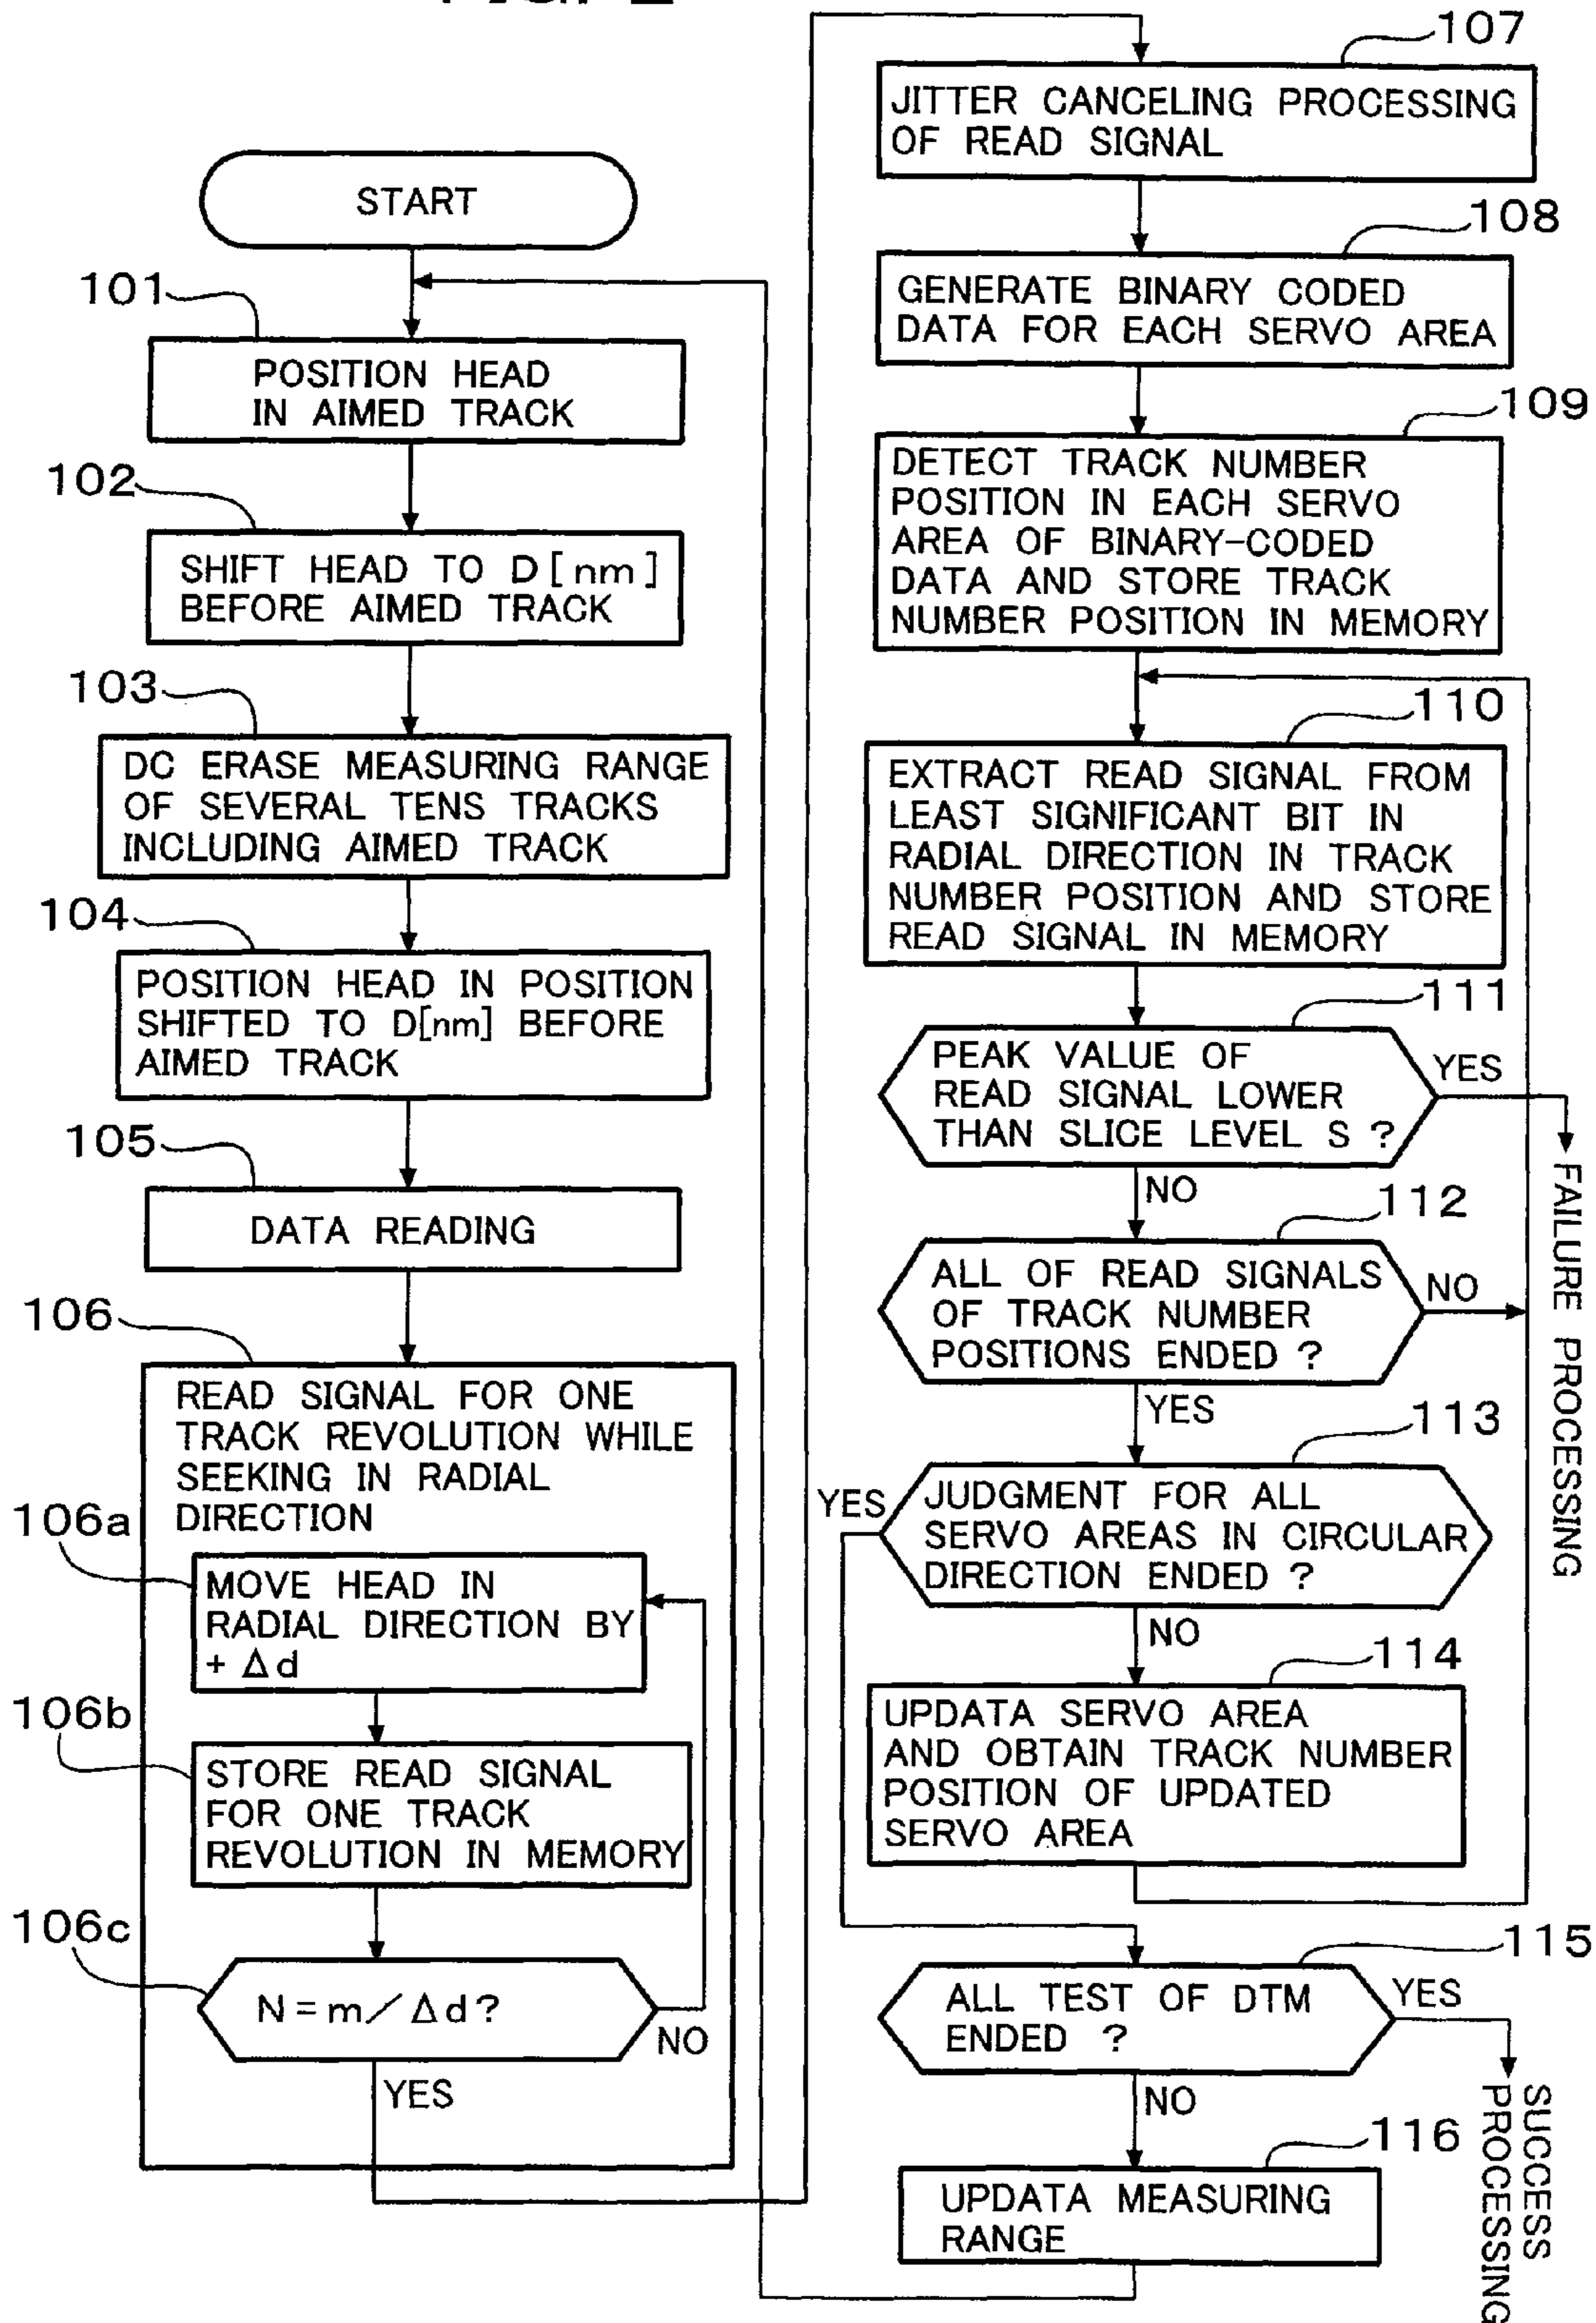 START
101
POSITION HEAD
IN AIMED TRACK
102
SHIFT HEAD TO D[nm]
BEFORE AIMED TRACK
103
DC ERASE MEASURING RANGE
OF SEVERAL TENS TRACKS
INCLUDING AIMED TRACK
104
POSITION HEAD IN POSITION
SHIFTED TO D[nm] BEFORE
AIMED TRACK
105
DATA READING
106
READ SIGNAL FOR ONE
TRACK REVOLUTION WHILE
SEEKING IN RADIAL
DIRECTION
106a
MOVE HEAD IN
RADIAL DIRECTION BY
+ Δd
106b
STORE READ SIGNAL
FOR ONE TRACK
REVOLUTION IN MEMORY
106c
N=m/Δd?
NO
YES
107
JITTER CANCELING PROCESSING
OF READ SIGNAL
108
GENERATE BINARY CODED
DATA FOR EACH SERVO AREA
109
DETECT TRACK NUMBER
POSITION IN EACH SERVO
AREA OF BINARY-CODED
DATA AND STORE TRACK
NUMBER POSITION IN MEMORY
110
EXTRACT READ SIGNAL FROM
LEAST SIGNIFICANT BIT IN
RADIAL DIRECTION IN TRACK
NUMBER POSITION AND STORE
READ SIGNAL IN MEMORY
111
PEAK VALUE OF
READ SIGNAL LOWER
THAN SLICE LEVEL S ?
YES
FAILURE PROCESSING
NO
112
ALL OF READ SIGNALS
OF TRACK NUMBER
POSITIONS ENDED ?
NO
YES
113
JUDGMENT FOR ALL
SERVO AREAS IN CIRCULAR
DIRECTION ENDED ?
YES
NO
114
UPDATA SERVO AREA
AND OBTAIN TRACK NUMBER
POSITION OF UPDATED
SERVO AREA
115
ALL TEST OF DTM
ENDED ?
YES
SUCCESS
PROCESSING
NO
116
UPDATA MEASURING
RANGE